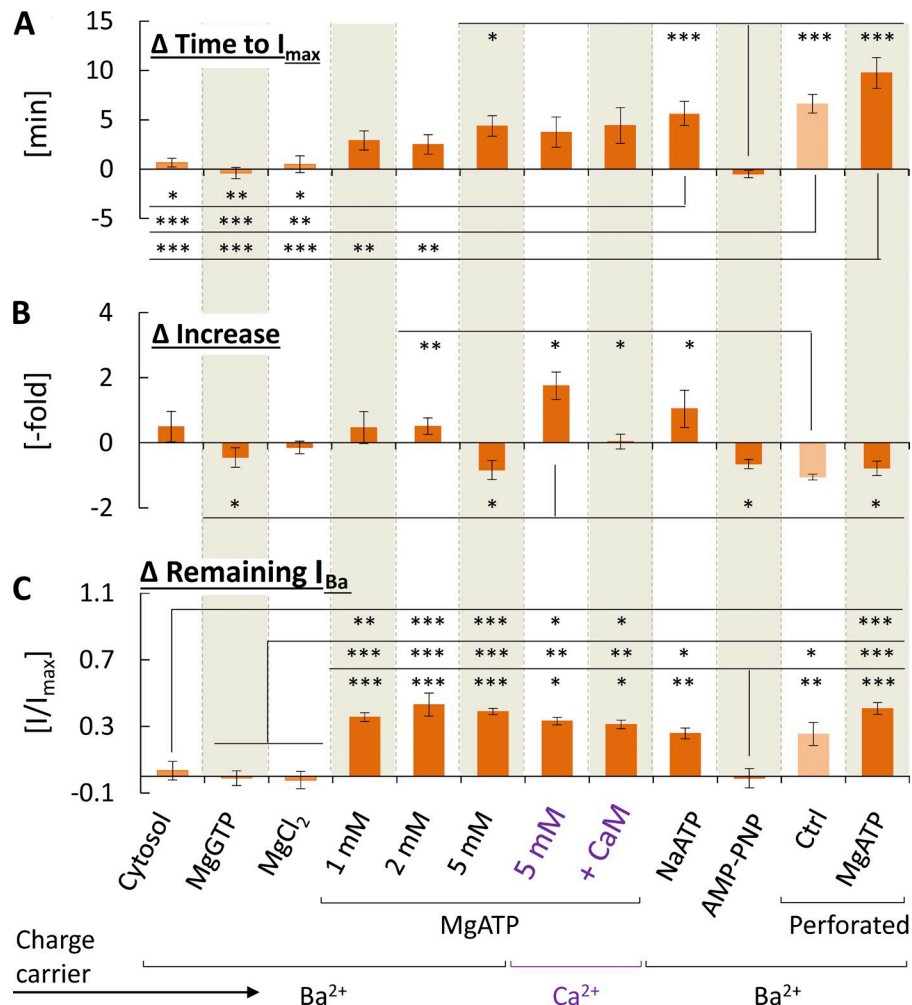 A
Δ Time to Imax
[min]
15
10
5
0
-5
* *** *** ***
* ** *
*** *** **
*** *** *** ** **
B
Δ Increase
[-fold]
4
2
0
-2
** * * *
* * * *
C
Δ Remaining IBa
[I/Imax]
1.1
0.7
0.3
-0.1
** *** *** * * ***
*** *** *** ** ** * * ***
*** *** *** * * ** ** ***
Cytosol
MgGTP
MgCl2
1 mM
2 mM
5 mM
5 mM
+ CaM
NaATP
AMP-PNP
Ctrl
MgATP
MgATP
Perforated
Charge
carrier
Ba2+
Ca2+
Ba2+